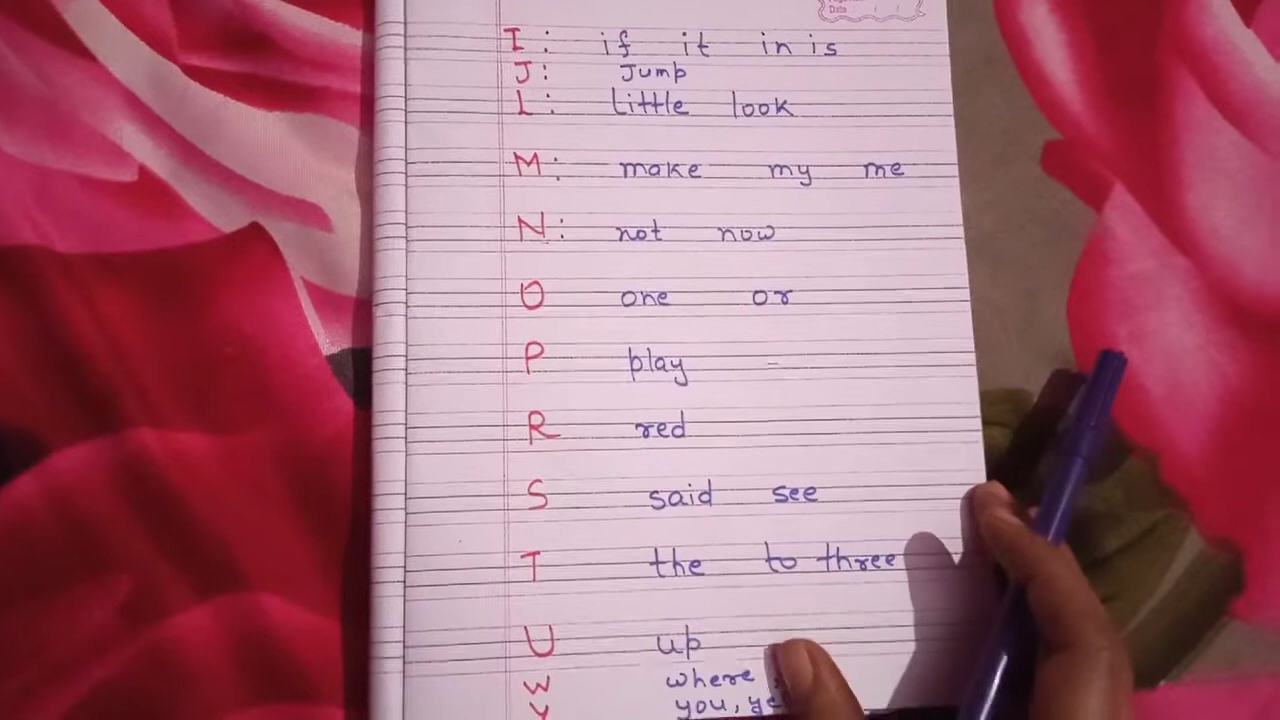 Date
I : if it in is
J : Jump
L : little look
M : make my me
N : not now
O one or
P play
R red
S said see
T the to three
U up
W where
Y you,